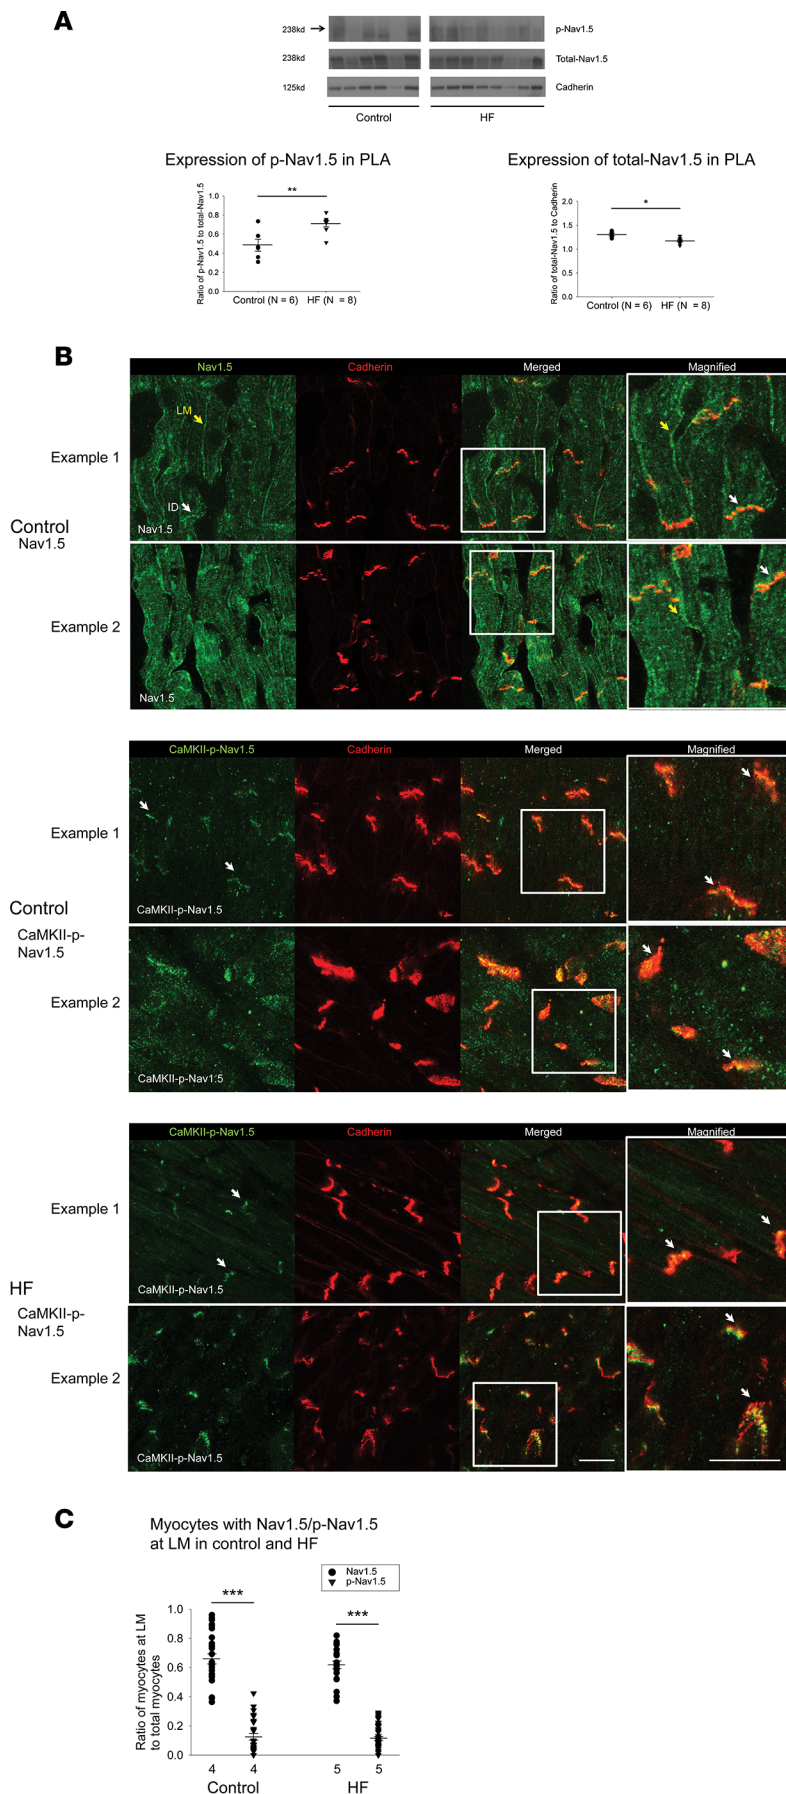 A
238kd
p-Nav1.5
238kd
Total-Nav1.5
125kd
Cadherin
Control
HF
Expression of p-Nav1.5 in PLA
Ratio of p-Nav1.5 to total-Nav1.5
1.0
0.8
0.6
0.4
0.2
0.0
**
Control (N = 6)
HF (N = 8)
Expression of total-Nav1.5 in PLA
Ratio of total-Nav1.5 to Cadherin
2.0
1.5
1.0
0.5
0.0
*
Control (N = 6)
HF (N = 8)
B
Nav1.5
Cadherin
Merged
Magnified
LM
Example 1
ID
Nav1.5
Control
Nav1.5
Example 2
Nav1.5
CaMKII-p-Nav1.5
Cadherin
Merged
Magnified
Example 1
CaMKII-p-Nav1.5
Control
CaMKII-p-
Nav1.5
Example 2
CaMKII-p-Nav1.5
CaMKII-p-Nav1.5
Cadherin
Merged
Magnified
Example 1
CaMKII-p-Nav1.5
HF
CaMKII-p-
Nav1.5
Example 2
CaMKII-p-Nav1.5
C
Myocytes with Nav1.5/p-Nav1.5
at LM in control and HF
Nav1.5
p-Nav1.5
Ratio of myocytes at LM
to total myocytes
1.0
0.8
0.6
0.4
0.2
0.0
***
***
4
4
5
5
Control
HF